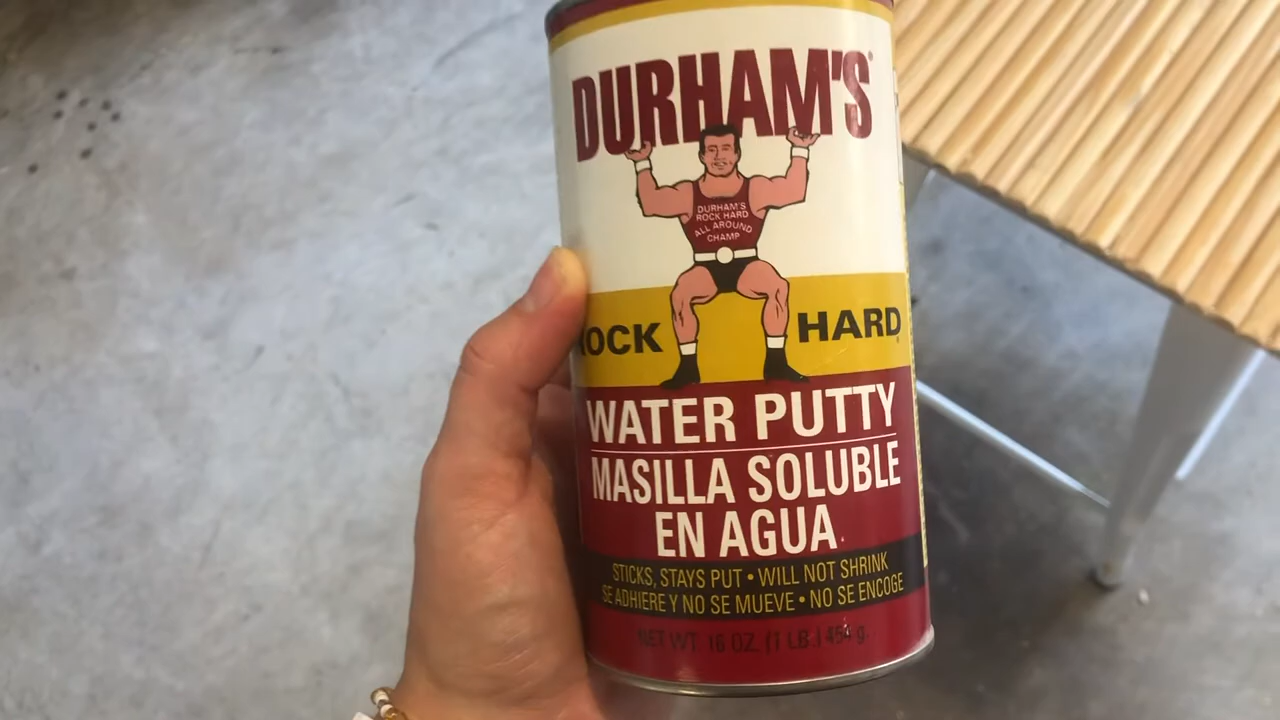 DURHAM'S®
DURHAM'S
ROCK HARD
ALL AROUND
CHAMP
OCK HARD
WATER PUTTY
MASILLA SOLUBLE
EN AGUA
STICKS, STAYS PUT • WILL NOT SHRINK
SE ADHIERE Y NO SE MUEVE • NO SE ENCOGE
NET WT 16 OZ. (1 LB.) 454 g.